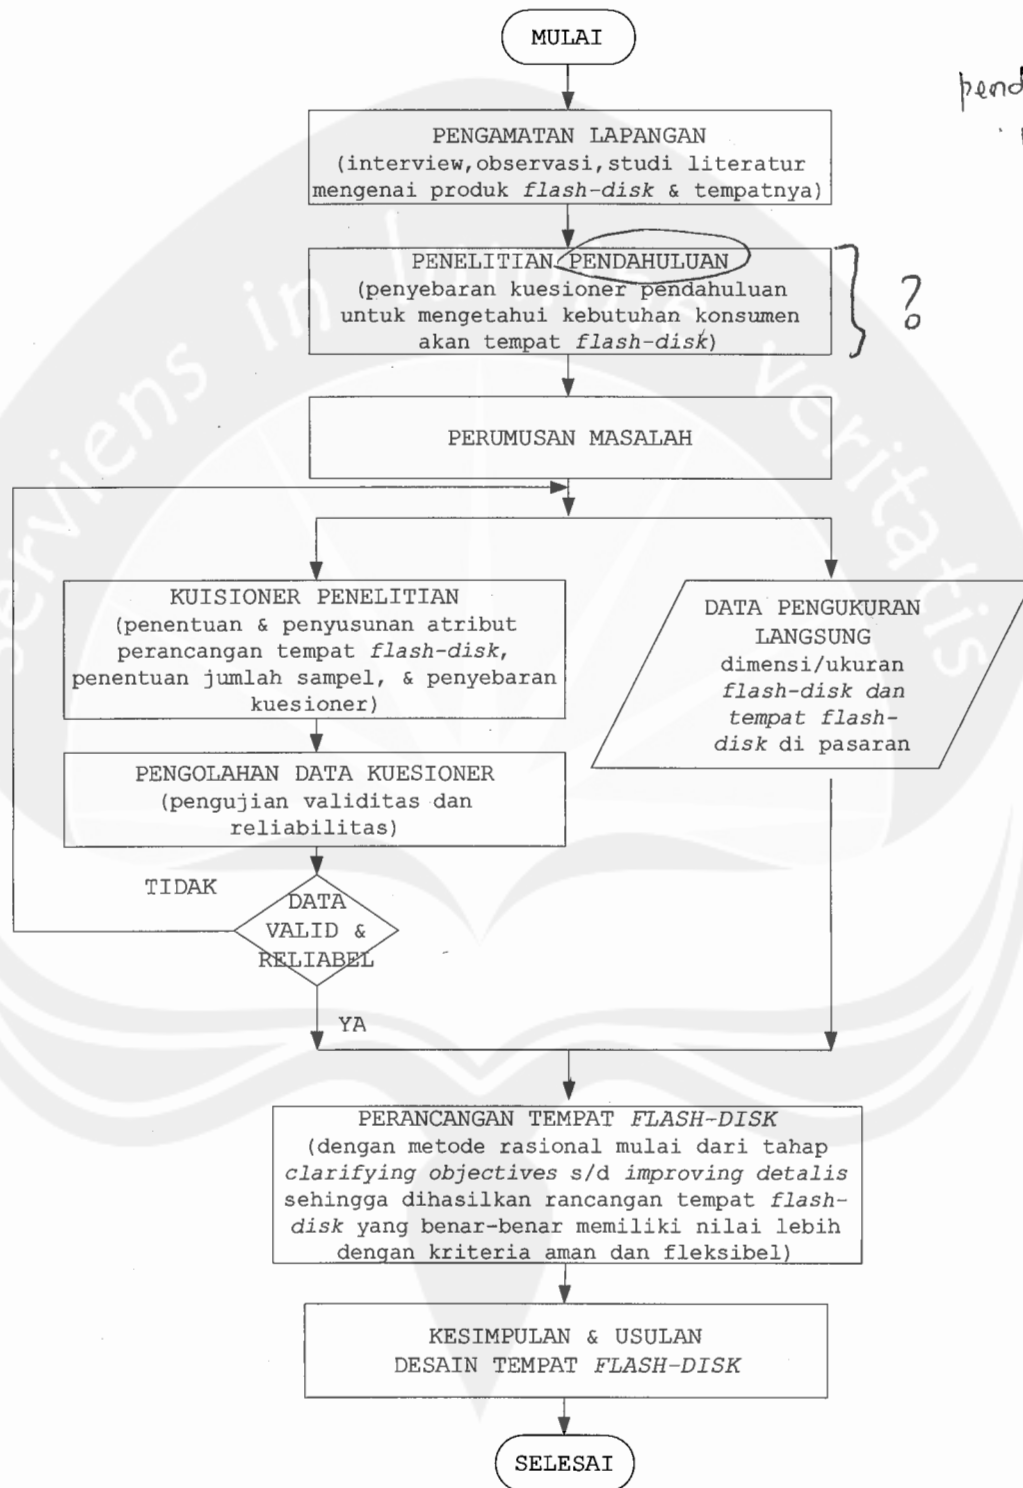 MULAI
PENGAMATAN LAPANGAN
(interview,observasi,studi literatur
mengenai produk flash-disk & tempatnya)
PENELITIAN PENDAHULUAN
(penyebaran kuesioner pendahuluan
untuk mengetahui kebutuhan konsumen
akan tempat flash-disk)
?
PERUMUSAN MASALAH
KUISIONER PENELITIAN
(penentuan & penyusunan atribut
perancangan tempat flash-disk,
penentuan jumlah sampel, & penyebaran
kuesioner)
DATA PENGUKURAN
LANGSUNG
dimensi/ukuran
flash-disk dan
tempat flash-
disk di pasaran
PENGOLAHAN DATA KUESIONER
(pengujian validitas dan
reliabilitas)
TIDAK
DATA
VALID &
RELIABEL
YA
PERANCANGAN TEMPAT FLASH-DISK
(dengan metode rasional mulai dari tahap
clarifying objectives s/d improving detalis
sehingga dihasilkan rancangan tempat flash-
disk yang benar-benar memiliki nilai lebih
dengan kriteria aman dan fleksibel)
KESIMPULAN & USULAN
DESAIN TEMPAT FLASH-DISK
SELESAI
serviens in lumine veritatis